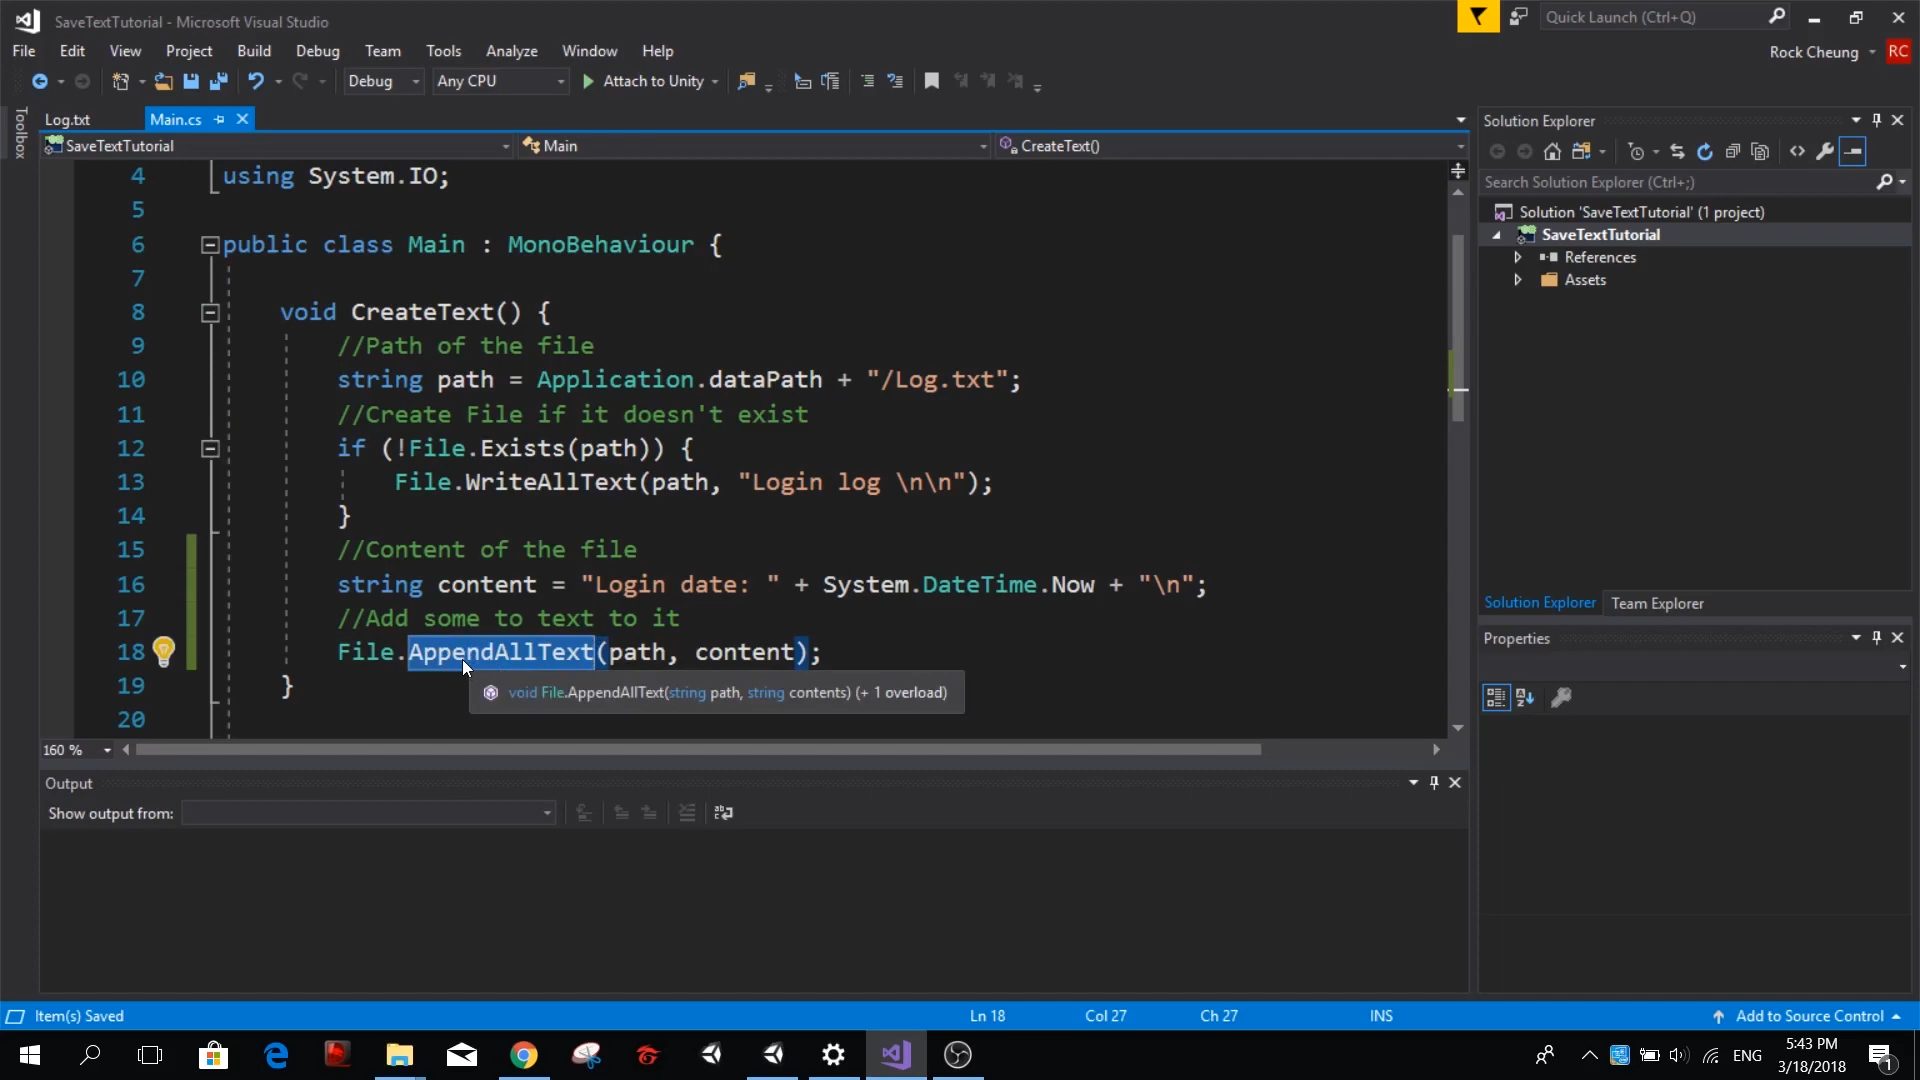 SaveTextTutorial - Microsoft Visual Studio
Quick Launch (Ctrl+Q)
File Edit View Project Build Debug Team Tools Analyze Window Help
Rock Cheung RC
Debug Any CPU Attach to Unity
Toolbox
Log.txt Main.cs
SaveTextTutorial Main CreateText()
4 using System.IO;
5
6 public class Main : MonoBehaviour {
7
8 void CreateText() {
9 //Path of the file
10 string path = Application.dataPath + "/Log.txt";
11 //Create File if it doesn't exist
12 if (!File.Exists(path)) {
13 File.WriteAllText(path, "Login log \n\n");
14 }
15 //Content of the file
16 string content = "Login date: " + System.DateTime.Now + "\n";
17 //Add some to text to it
18 File.AppendAllText(path, content);
19 }
void File.AppendAllText(string path, string contents) (+ 1 overload)
20
160 %
Output
Show output from:
Solution Explorer
Search Solution Explorer (Ctrl+;)
Solution 'SaveTextTutorial' (1 project)
SaveTextTutorial
References
Assets
Solution Explorer Team Explorer
Properties
Item(s) Saved Ln 18 Col 27 Ch 27 INS Add to Source Control
ENG
5:43 PM
3/18/2018
1